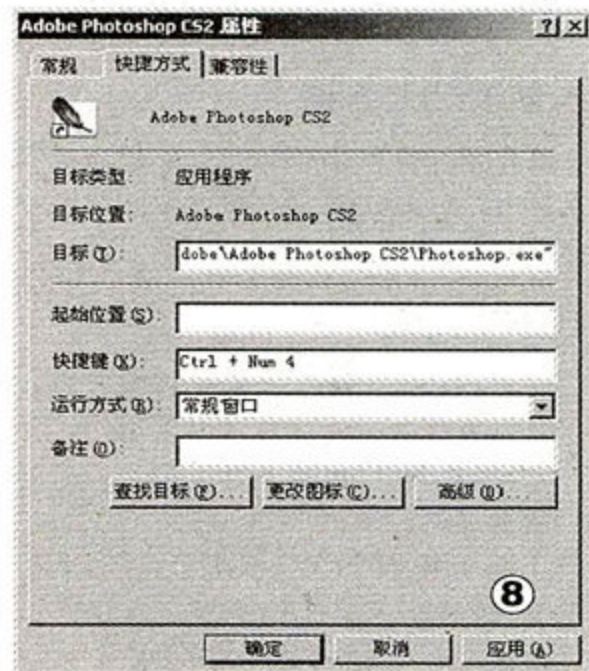 Adobe Photoshop CS2 属性
常规 快捷方式 兼容性
Adobe Photoshop CS2
目标类型: 应用程序
目标位置: Adobe Photoshop CS2
目标(T): dobe\Adobe Photoshop CS2\Photoshop.exe"
起始位置(S):
快捷键(K): Ctrl + Num 4
运行方式(R): 常规窗口
备注(O):
查找目标(F)... 更改图标(C)... 高级(D)...
8
确定 取消 应用(A)